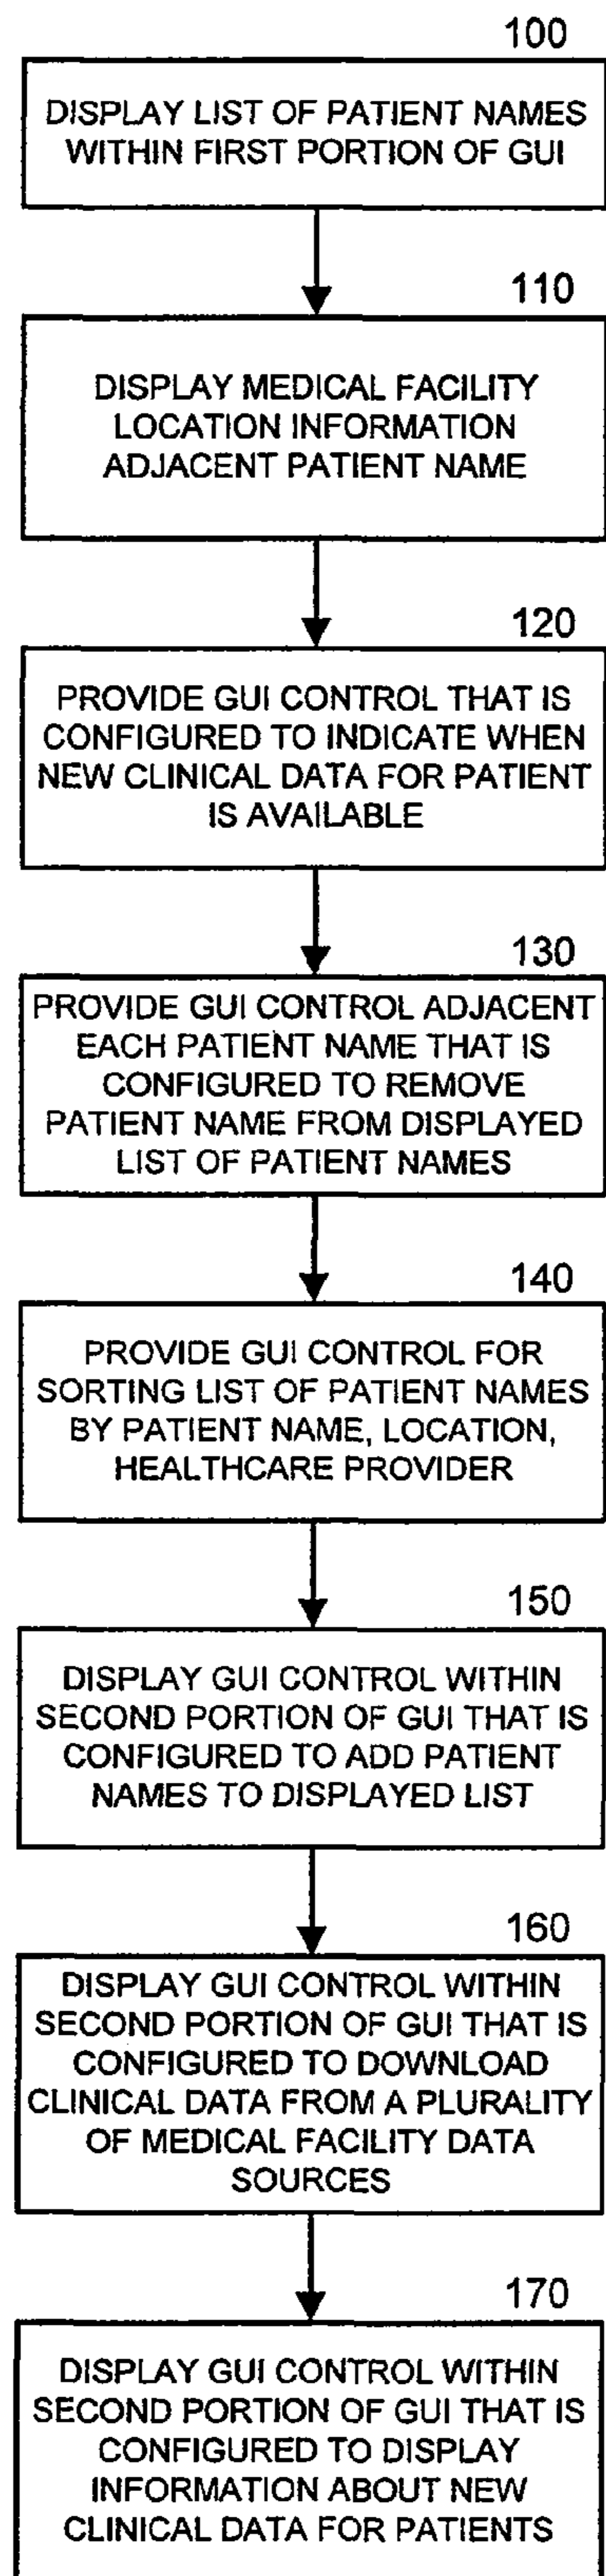 100
DISPLAY LIST OF PATIENT NAMES
WITHIN FIRST PORTION OF GUI
110
DISPLAY MEDICAL FACILITY
LOCATION INFORMATION
ADJACENT PATIENT NAME
120
PROVIDE GUI CONTROL THAT IS
CONFIGURED TO INDICATE WHEN
NEW CLINICAL DATA FOR PATIENT
IS AVAILABLE
130
PROVIDE GUI CONTROL ADJACENT
EACH PATIENT NAME THAT IS
CONFIGURED TO REMOVE
PATIENT NAME FROM DISPLAYED
LIST OF PATIENT NAMES
140
PROVIDE GUI CONTROL FOR
SORTING LIST OF PATIENT NAMES
BY PATIENT NAME, LOCATION,
HEALTHCARE PROVIDER
150
DISPLAY GUI CONTROL WITHIN
SECOND PORTION OF GUI THAT IS
CONFIGURED TO ADD PATIENT
NAMES TO DISPLAYED LIST
160
DISPLAY GUI CONTROL WITHIN
SECOND PORTION OF GUI THAT IS
CONFIGURED TO DOWNLOAD
CLINICAL DATA FROM A PLURALITY
OF MEDICAL FACILITY DATA
SOURCES
170
DISPLAY GUI CONTROL WITHIN
SECOND PORTION OF GUI THAT IS
CONFIGURED TO DISPLAY
INFORMATION ABOUT NEW
CLINICAL DATA FOR PATIENTS